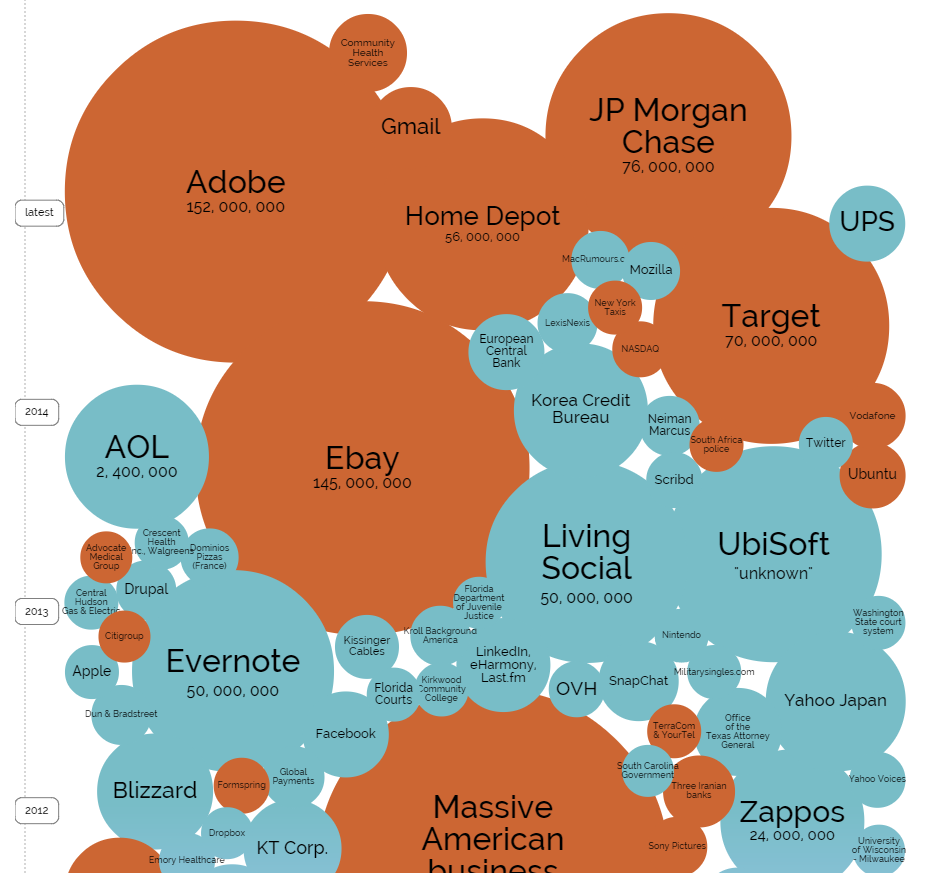 Community
Health
Services
JP Morgan
Chase
76, 000, 000
Gmail
Adobe
152, 000, 000
latest
Home Depot
56, 000, 000
UPS
MacRumours.c
Mozilla
New York
Taxis
LexisNexis
Target
70, 000, 000
European
Central
Bank
NASDAQ
2014
Korea Credit
Bureau
Neiman
Marcus
Vodafone
South Africa
police
Twitter
AOL
2, 400, 000
Ebay
145, 000, 000
Scribd
Ubuntu
Living
Social
50, 000, 000
UbiSoft
"unknown"
Crescent
Health
nc., Walgreens
Advocate
Medical
Group
Dominios
Pizzas
(France)
Drupal
Central
Hudson
Gas & Electric
2013
Florida
Department
of Juvenile
Justice
Washington
State court
system
Citigroup
Kroll Background
America
Nintendo
Kissinger
Cables
Evernote
50, 000, 000
LinkedIn,
eHarmony,
Last.fm
Apple
Militarysingles.com
SnapChat
OVH
Florida
Courts
Kirkwood
Community
College
Yahoo Japan
Dun & Bradstreet
Office
of the
Texas Attorney
General
TerraCom
& YourTel
Facebook
South Carolina
Government
Global
Payments
Yahoo Voices
Formspring
Blizzard
Three Iranian
banks
2012
Massive
American
business
Zappos
24, 000, 000
Dropbox
KT Corp.
Sony Pictures
University
of Wisconsin
- Milwaukee
Emory Healthcare